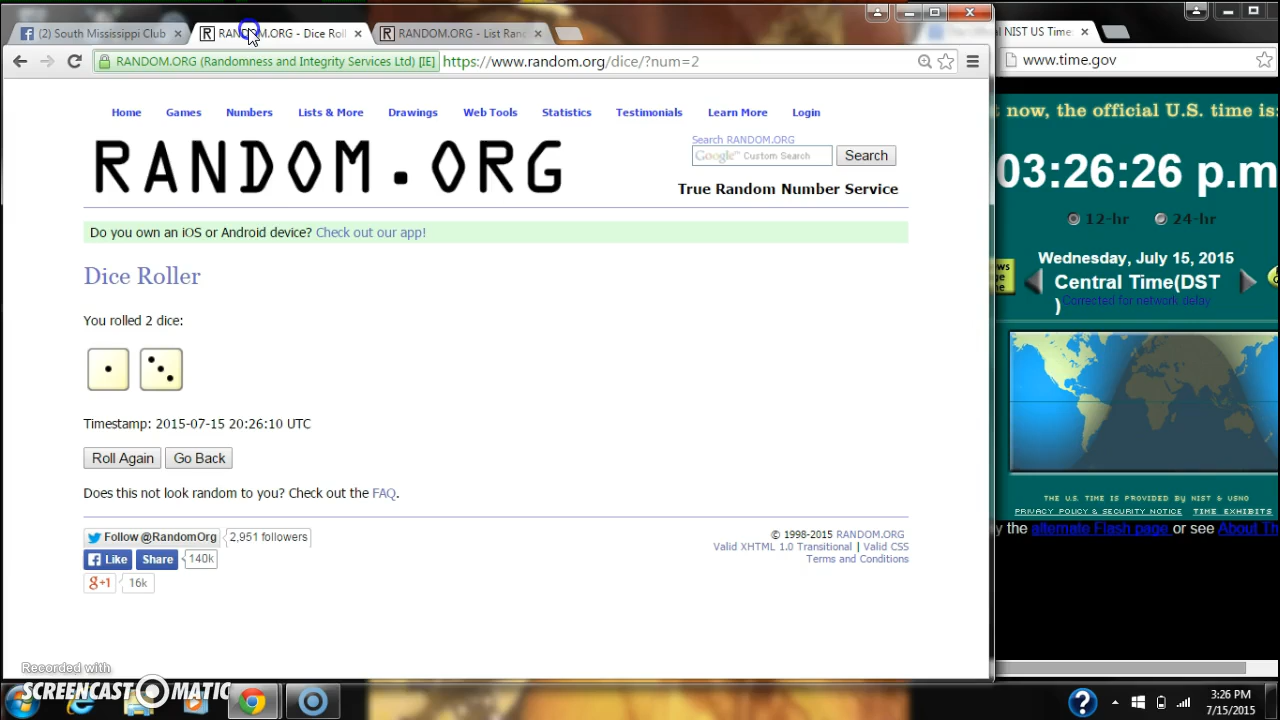 (2) South Mississippi Club
RANDOM.ORG - Dice Roll
RANDOM.ORG - List Ran
NIST US Time:
RANDOM.ORG (Randomness and Integrity Services Ltd) [IE]
https://www.random.org/dice/?num=2
www.time.gov
Home Games Numbers Lists & More Drawings Web Tools Statistics Testimonials Learn More Login
RANDOM.ORG
Search RANDOM.ORG
Google™ Custom Search
Search
True Random Number Service
Do you own an iOS or Android device? Check out our app!
Dice Roller
You rolled 2 dice:
Timestamp: 2015-07-15 20:26:10 UTC
Roll Again Go Back
Does this not look random to you? Check out the FAQ.
Follow @RandomOrg 2,951 followers
Like Share 140k
g+1 16k
© 1998-2015 RANDOM.ORG
Valid XHTML 1.0 Transitional | Valid CSS
Terms and Conditions
now, the official U.S. time is:
03:26:26 p.m
12-hr 24-hr
Wednesday, July 15, 2015
Central Time(DST
)
Corrected for network delay
THE U.S. TIME IS PROVIDED BY NIST & USNO
PRIVACY POLICY & SECURITY NOTICE TIME EXHIBITS
the alternate Flash page or see About Th
Recorded with
SCREENCAST MATIC
3:26 PM
7/15/2015